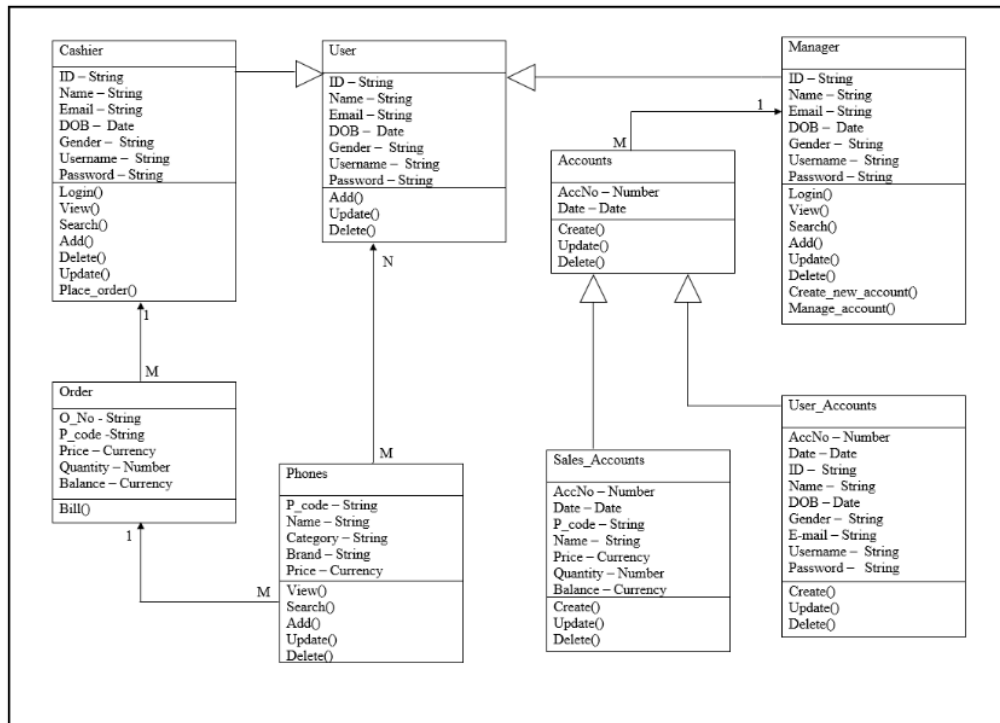 Cashier
ID – String
Name – String
Email – String
DOB – Date
Gender – String
Username – String
Password – String
Login()
View()
Search()
Add()
Delete()
Update()
Place_order()
User
ID – String
Name – String
Email – String
DOB – Date
Gender – String
Username – String
Password – String
Add()
Update()
Delete()
Manager
ID – String
Name – String
Email – String
DOB – Date
Gender – String
Username – String
Password – String
Login()
View()
Search()
Add()
Update()
Delete()
Create_new_account()
Manage_account()
1
M
Accounts
AccNo – Number
Date – Date
Create()
Update()
Delete()
N
1
M
M
Order
O_No - String
P_code -String
Price – Currency
Quantity – Number
Balance – Currency
Bill()
1
M
Phones
P_code – String
Name – String
Category – String
Brand – String
Price – Currency
View()
Search()
Add()
Update()
Delete()
Sales_Accounts
AccNo – Number
Date – Date
P_code – String
Name – String
Price – Currency
Quantity – Number
Balance – Currency
Create()
Update()
Delete()
User_Accounts
AccNo – Number
Date – Date
ID – String
Name – String
DOB – Date
Gender – String
E-mail – String
Username – String
Password – String
Create()
Update()
Delete()